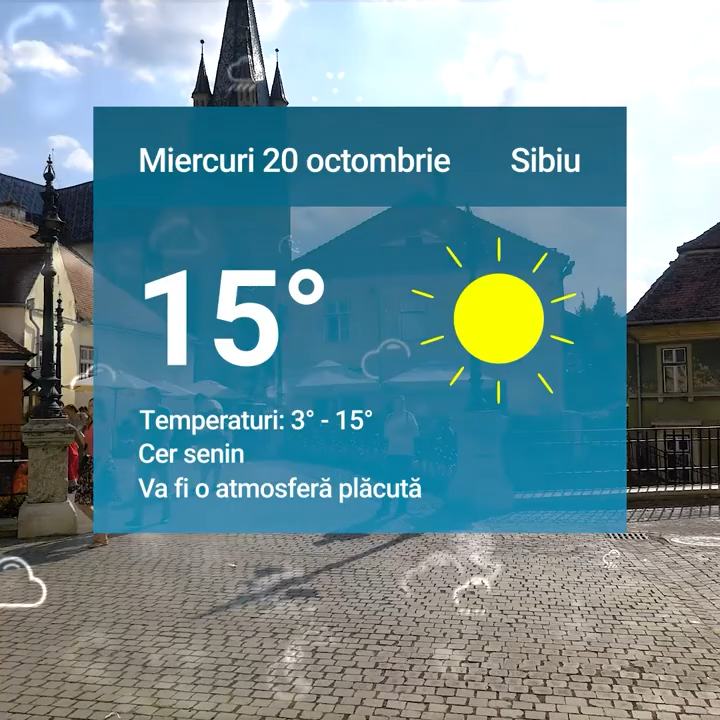 Miercuri 20 octombrie Sibiu
15°
Temperaturi: 3° - 15°
Cer senin
Va fi o atmosferă plăcută